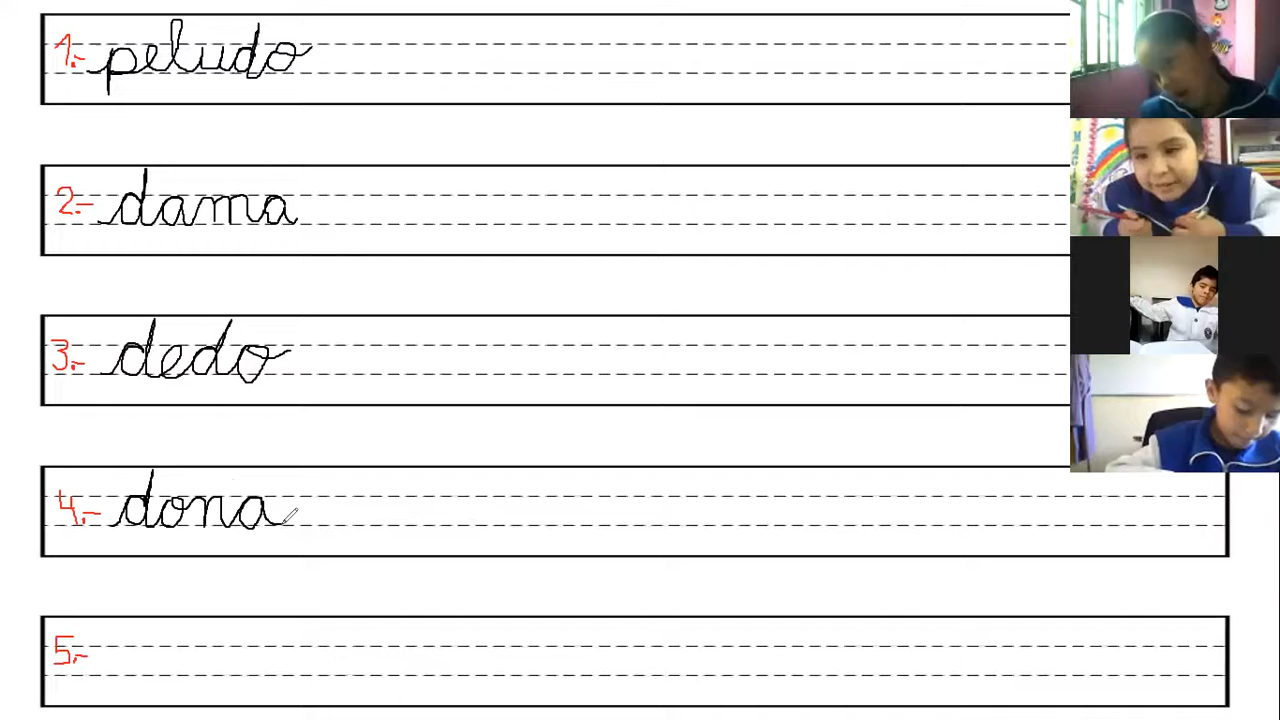 1.- peludo
2.- dama
3.- dedo
4.- dona
5.-